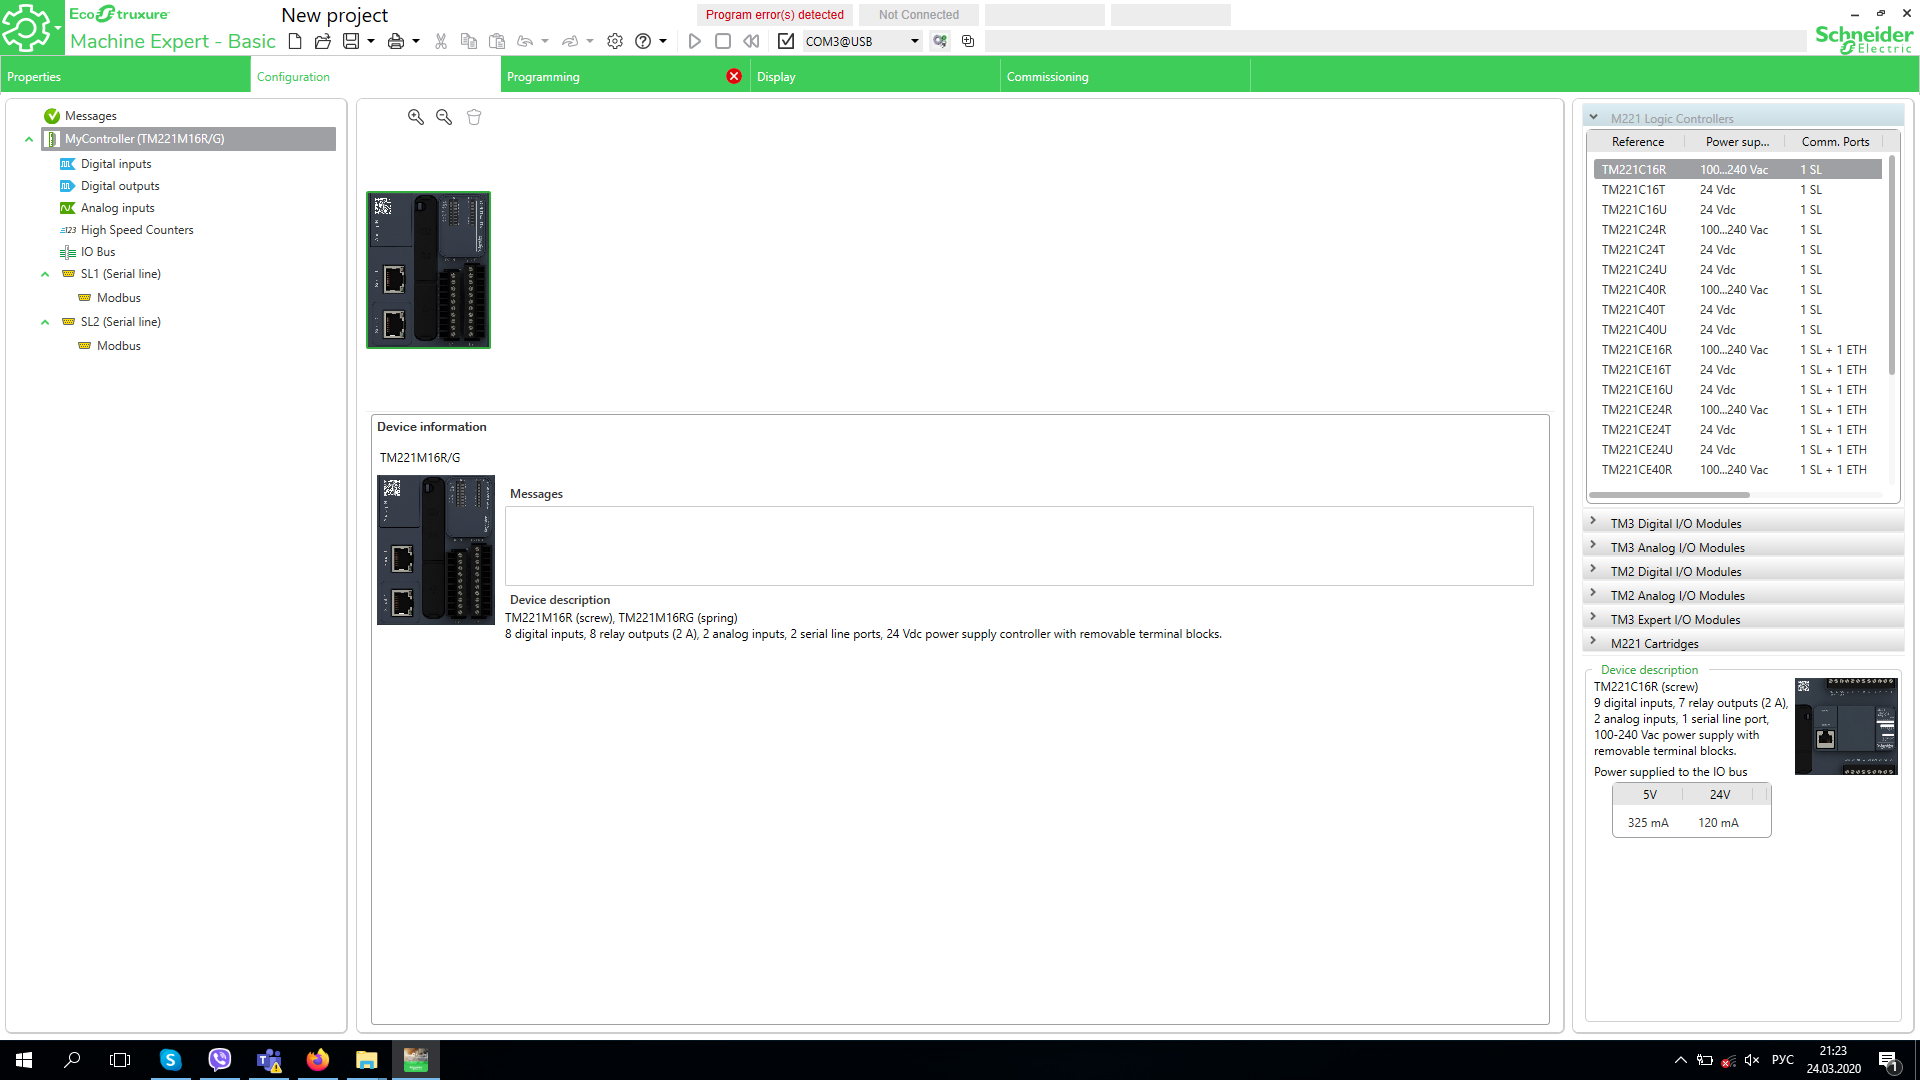 EcoStruxure
Machine Expert - Basic
New project
Program error(s) detected
Not Connected
COM3@USB
Schneider
Electric
Properties
Configuration
Programming
Display
Commissioning
Messages
MyController (TM221M16R/G)
Digital inputs
Digital outputs
Analog inputs
123 High Speed Counters
IO Bus
SL1 (Serial line)
Modbus
SL2 (Serial line)
Modbus
Device information
TM221M16R/G
Messages
Device description
TM221M16R (screw), TM221M16RG (spring)
8 digital inputs, 8 relay outputs (2 A), 2 analog inputs, 2 serial line ports, 24 Vdc power supply controller with removable terminal blocks.
M221 Logic Controllers
Reference Power sup... Comm. Ports
TM221C16R 100...240 Vac 1 SL
TM221C16T 24 Vdc 1 SL
TM221C16U 24 Vdc 1 SL
TM221C24R 100...240 Vac 1 SL
TM221C24T 24 Vdc 1 SL
TM221C24U 24 Vdc 1 SL
TM221C40R 100...240 Vac 1 SL
TM221C40T 24 Vdc 1 SL
TM221C40U 24 Vdc 1 SL
TM221CE16R 100...240 Vac 1 SL + 1 ETH
TM221CE16T 24 Vdc 1 SL + 1 ETH
TM221CE16U 24 Vdc 1 SL + 1 ETH
TM221CE24R 100...240 Vac 1 SL + 1 ETH
TM221CE24T 24 Vdc 1 SL + 1 ETH
TM221CE24U 24 Vdc 1 SL + 1 ETH
TM221CE40R 100...240 Vac 1 SL + 1 ETH
TM3 Digital I/O Modules
TM3 Analog I/O Modules
TM2 Digital I/O Modules
TM2 Analog I/O Modules
TM3 Expert I/O Modules
M221 Cartridges
Device description
TM221C16R (screw)
9 digital inputs, 7 relay outputs (2 A),
2 analog inputs, 1 serial line port,
100-240 Vac power supply with
removable terminal blocks.
Power supplied to the IO bus
5V 24V
325 mA 120 mA
РУС
21:23
24.03.2020
1